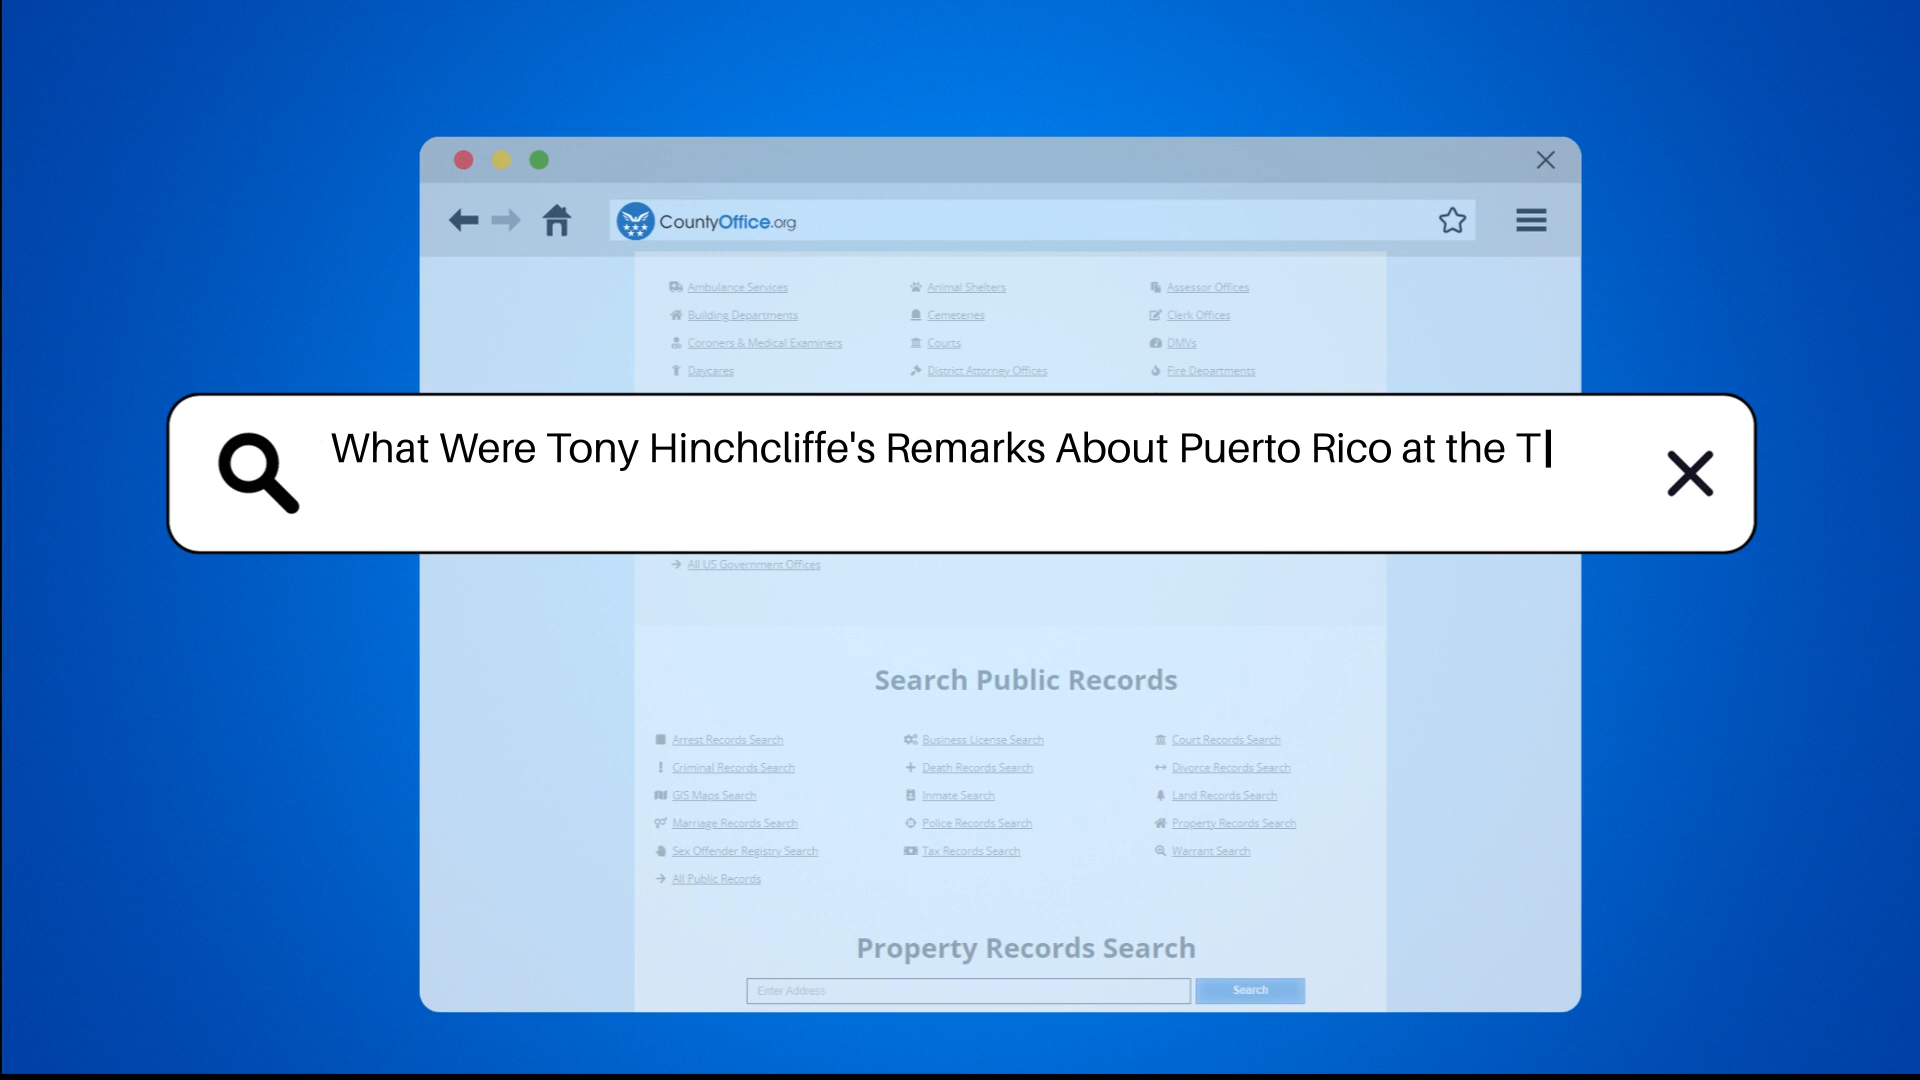 CountyOffice.org
Ambulance Services Animal Shelters Assessor Offices
Building Departments Cemeteries Clerk Offices
Coroners & Medical Examiners Courts DMVs
Daycares District Attorney Offices Fire Departments
What Were Tony Hinchcliffe's Remarks About Puerto Rico at the T
All US Government Offices
Search Public Records
Arrest Records Search Business License Search Court Records Search
Criminal Records Search Death Records Search Divorce Records Search
GIS Maps Search Inmate Search Land Records Search
Marriage Records Search Police Records Search Property Records Search
Sex Offender Registry Search Tax Records Search Warrant Search
All Public Records
Property Records Search
Enter Address Search